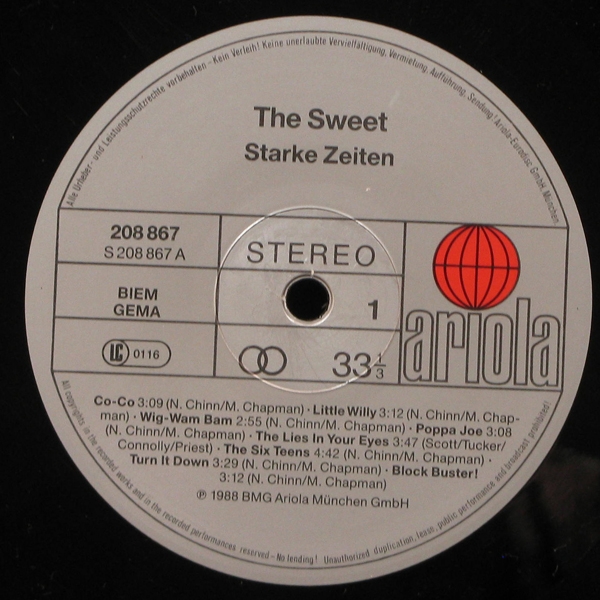 Alle Urheber- und Leistungsschutzrechte vorbehalten - Kein Verleih! Keine unerlaubte Vervielfältigung, Vermietung, Aufführung, Sendung! Ariola-Eurodisc GmbH, München
The Sweet
Starke Zeiten
208 867
S 208 867 A
STEREO
BIEM
GEMA
1
LC 0116
33 1/3
ariola
Co-Co 3:09 (N. Chinn/M. Chapman) · Little Willy 3:12 (N. Chinn/M. Chap-
man) · Wig-Wam Bam 2:55 (N. Chinn/M. Chapman) · Poppa Joe 3:08
(N. Chinn/M. Chapman) · The Lies In Your Eyes 3:47 (Scott/Tucker/
Connolly/Priest) · The Six Teens 4:42 (N. Chinn/M. Chapman) ·
Turn It Down 3:29 (N. Chinn/M. Chapman) · Block Buster!
3:12 (N. Chinn/M. Chapman)
℗ 1988 BMG Ariola München GmbH
All copyrights in the recorded works and in the recorded performances reserved - No lending! Unauthorized duplication, lease, public performance and broadcast prohibited!